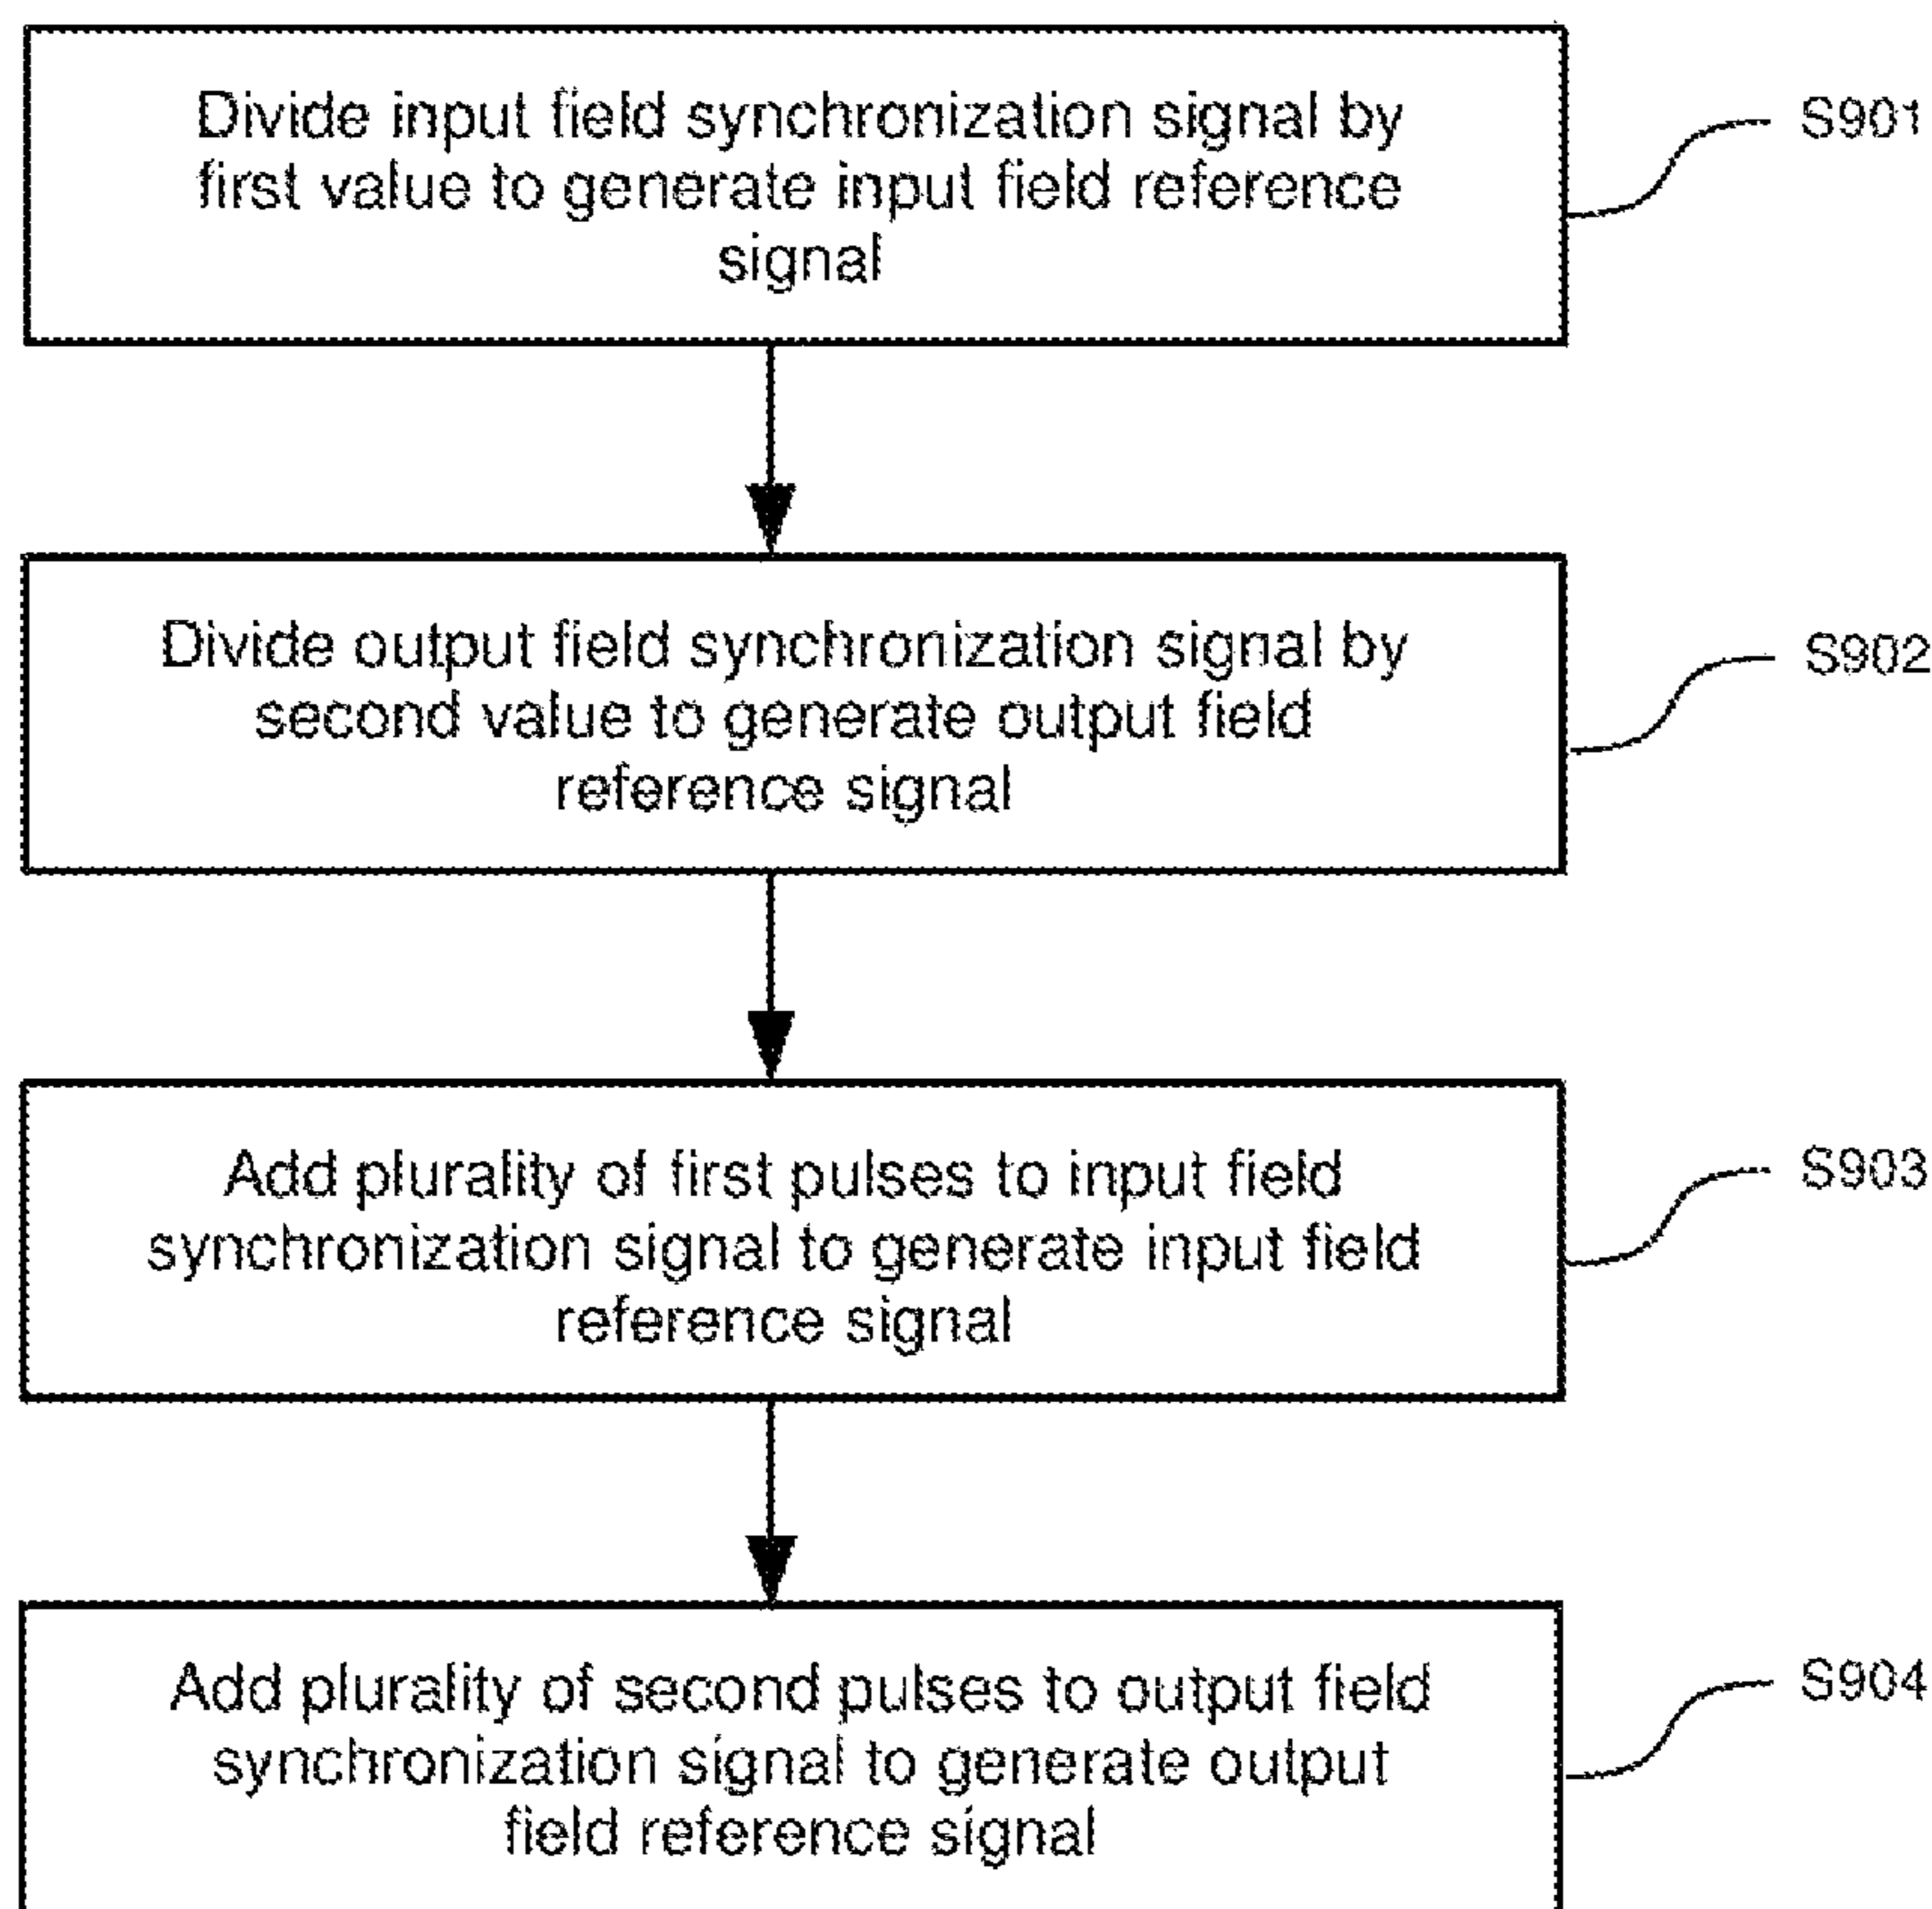 Divide input field synchronization signal by
first value to generate input field reference
signal
S901
Divide output field synchronization signal by
second value to generate output field
reference signal
S902
Add plurality of first pulses to input field
synchronization signal to generate input field
reference signal
S903
Add plurality of second pulses to output field
synchronization signal to generate output
field reference signal
S904